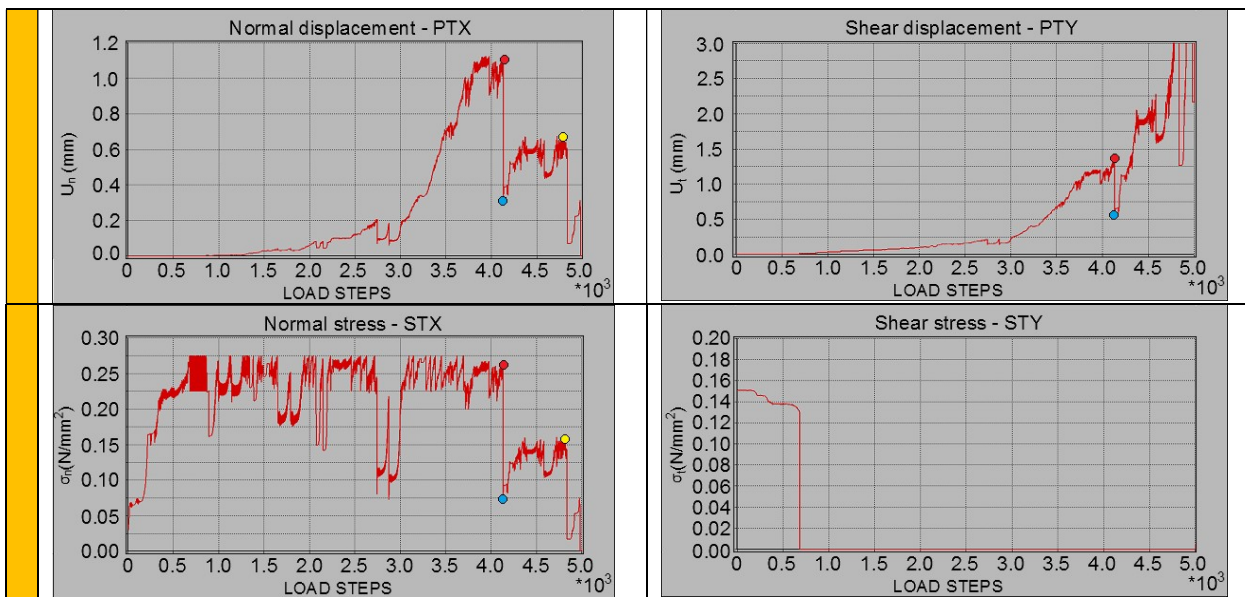 Normal displacement - PTX
1.2
1.0
0.8
0.6
0.4
0.2
0.0
Un (mm)
0 0.5 1.0 1.5 2.0 2.5 3.0 3.5 4.0 4.5 5.0
LOAD STEPS
*10³
Shear displacement - PTY
3.0
2.5
2.0
1.5
1.0
0.5
0.0
Ut (mm)
0 0.5 1.0 1.5 2.0 2.5 3.0 3.5 4.0 4.5 5.0
LOAD STEPS
*10³
Normal stress - STX
0.30
0.25
0.20
0.15
0.10
0.05
0.00
σn(N/mm²)
0 0.5 1.0 1.5 2.0 2.5 3.0 3.5 4.0 4.5 5.0
LOAD STEPS
*10³
Shear stress - STY
0.20
0.18
0.16
0.14
0.12
0.10
0.08
0.06
0.04
0.02
0.00
σt(N/mm²)
0 0.5 1.0 1.5 2.0 2.5 3.0 3.5 4.0 4.5 5.0
LOAD STEPS
*10³